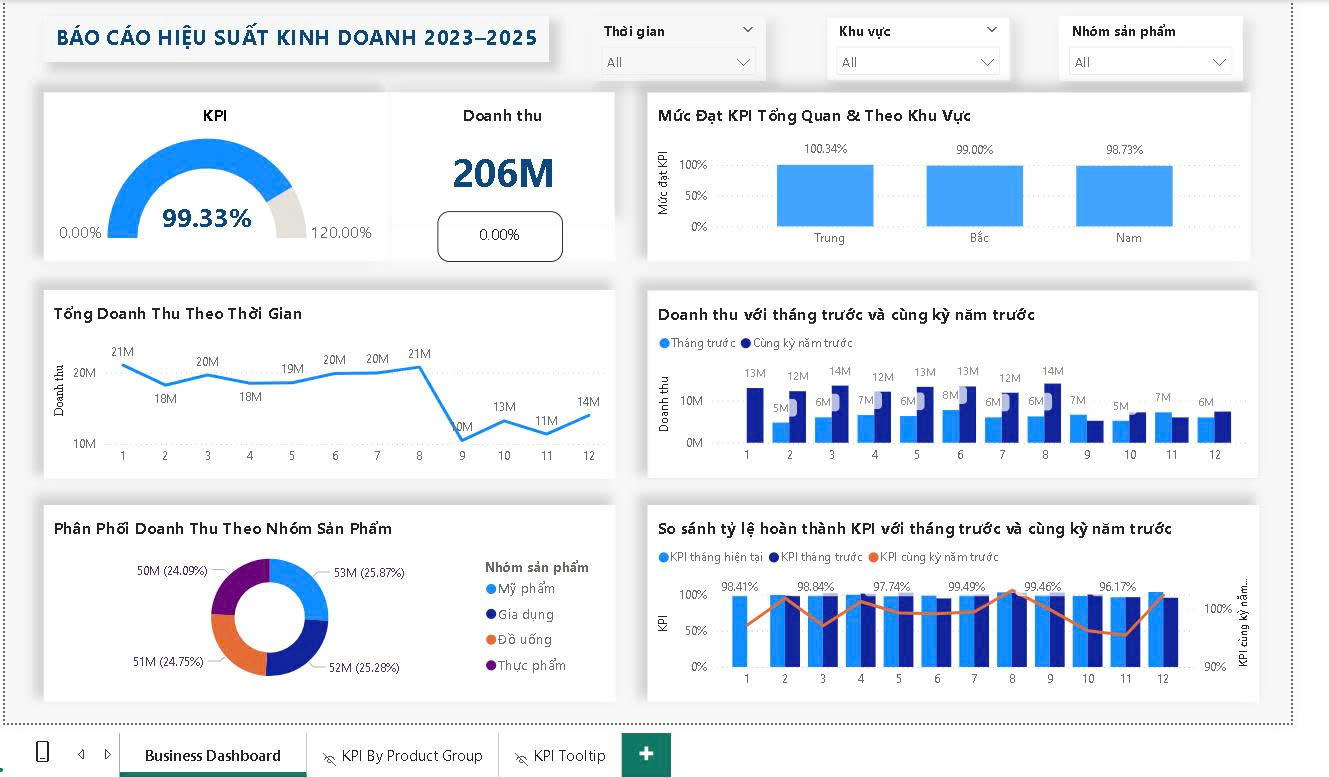 BÁO CÁO HIỆU SUẤT KINH DOANH 2023–2025
Thời gian
All
Khu vực
All
Nhóm sản phẩm
All
KPI
99.33%
0.00%
120.00%
Doanh thu
206M
0.00%
Mức Đạt KPI Tổng Quan & Theo Khu Vực
Mức đạt KPI
100%
50%
0%
100.34%
99.00%
98.73%
Trung
Bắc
Nam
Tổng Doanh Thu Theo Thời Gian
Doanh thu
20M
10M
21M
18M
20M
18M
19M
20M
20M
21M
10M
13M
11M
14M
1 2 3 4 5 6 7 8 9 10 11 12
Doanh thu với tháng trước và cùng kỳ năm trước
Tháng trước Cùng kỳ năm trước
Doanh thu
10M
0M
13M
5M
12M
6M
14M
7M
12M
6M
13M
8M
13M
6M
12M
6M
14M
7M
5M
7M
6M
1 2 3 4 5 6 7 8 9 10 11 12
Phân Phối Doanh Thu Theo Nhóm Sản Phẩm
50M (24.09%)
53M (25.87%)
51M (24.75%)
52M (25.28%)
Nhóm sản phẩm
Mỹ phẩm
Gia dụng
Đồ uống
Thực phẩm
So sánh tỷ lệ hoàn thành KPI với tháng trước và cùng kỳ năm trước
KPI tháng hiện tại KPI tháng trước KPI cùng kỳ năm trước
KPI
100%
50%
0%
98.41% 98.84% 97.74% 99.49% 99.46% 96.17%
100%
90%
KPI cùng kỳ năm...
1 2 3 4 5 6 7 8 9 10 11 12
Business Dashboard
KPI By Product Group
KPI Tooltip
+